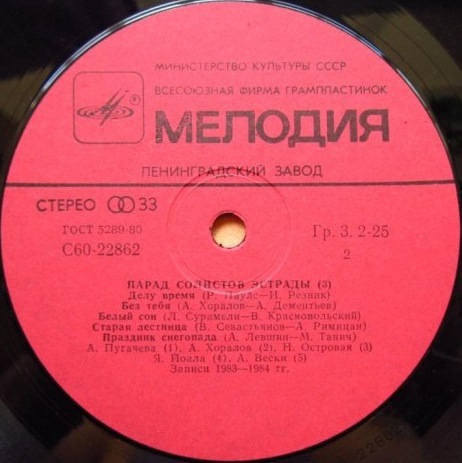 МИНИСТЕРСТВО КУЛЬТУРЫ СССР
ВСЕСОЮЗНАЯ ФИРМА ГРАМПЛАСТИНОК
МЕЛОДИЯ
ЛЕНИНГРАДСКИЙ ЗАВОД
СТЕРЕО 33
ГОСТ 5289-80
С60-22862
Гр. 3. 2-25
2
ПАРАД СОЛИСТОВ ЭСТРАДЫ (3)
Делу время (Р. Паулс—И. Резник)
Без тебя (А. Хоралов—А. Дементьев)
Белый сон (Л. Сурамели—В. Красновольский)
Старая лестница (В. Севастьянов—А. Римицан)
Праздник снегопада (А. Левшин—М. Танич)
А. Пугачева (1), А. Хоралов (2), Н. Островая (3)
Я. Йоала (4), А. Вески (5)
Записи 1983—1984 гг.
22862